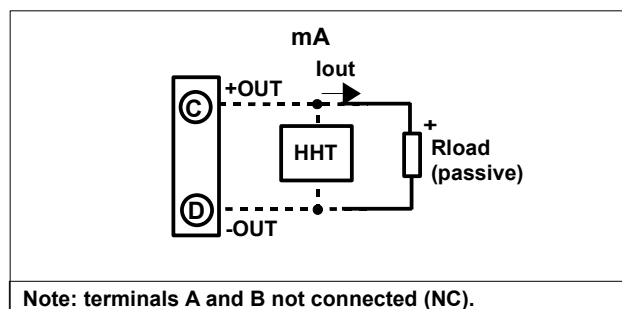 mA
Iout
+OUT
C
+
HHT
Rload
(passive)
D
-OUT
Note: terminals A and B not connected (NC).